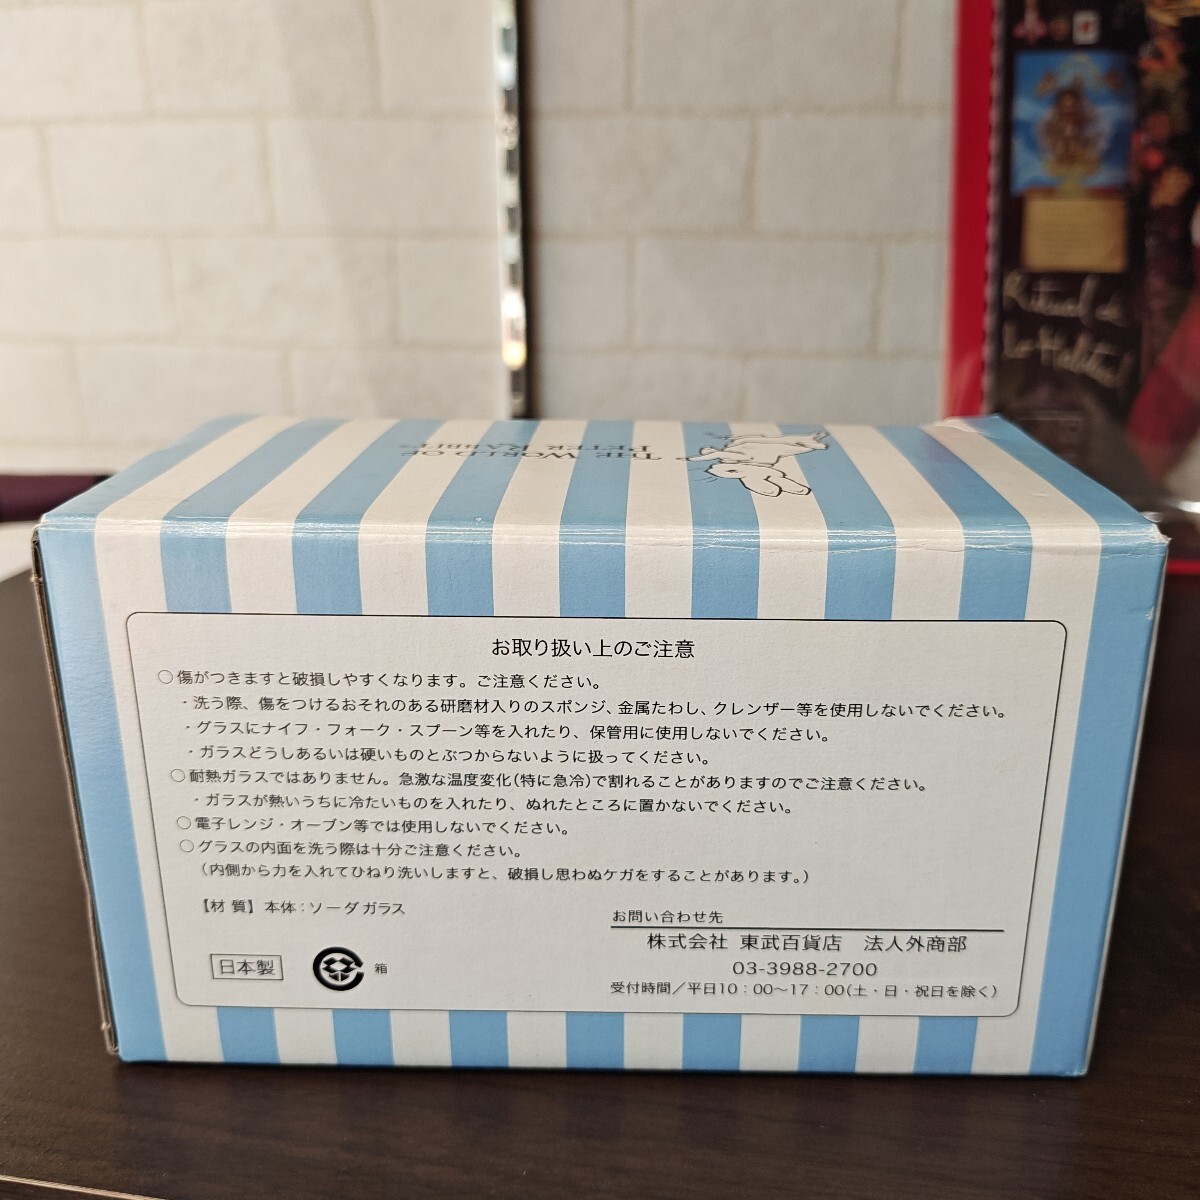 THE WORLD OF
PETER RABBIT
お取り扱い上のご注意
○傷がつきますと破損しやすくなります。ご注意ください。
・洗う際、傷をつけるおそれのある研磨材入りのスポンジ、金属たわし、クレンザー等を使用しないでください。
・グラスにナイフ・フォーク・スプーン等を入れたり、保管用に使用しないでください。
・ガラスどうしあるいは硬いものとぶつからないように扱ってください。
○耐熱ガラスではありません。急激な温度変化(特に急冷)で割れることがありますのでご注意ください。
・ガラスが熱いうちに冷たいものを入れたり、ぬれたところに置かないでください。
○電子レンジ・オーブン等では使用しないでください。
○グラスの内面を洗う際は十分ご注意ください。
(内側から力を入れてひねり洗いしますと、破損し思わぬケガをすることがあります。)
【材 質】本体：ソーダガラス
日本製
箱
お問い合わせ先
株式会社 東武百貨店 法人外商部
03-3988-2700
受付時間／平日10：00〜17：00(土・日・祝日を除く)
Ritual de
Lo Habitual